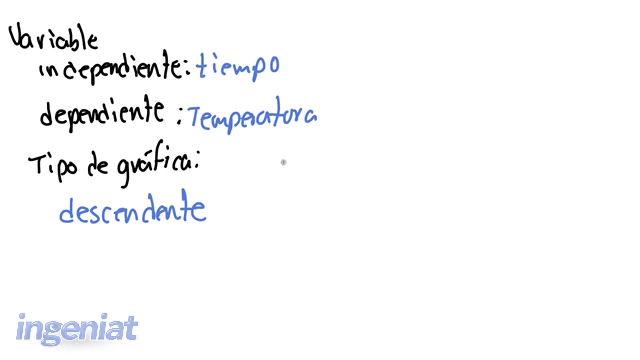 Variable
independiente: tiempo
dependiente: Temperatura
Tipo de gráfica:
descendente
ingeniat